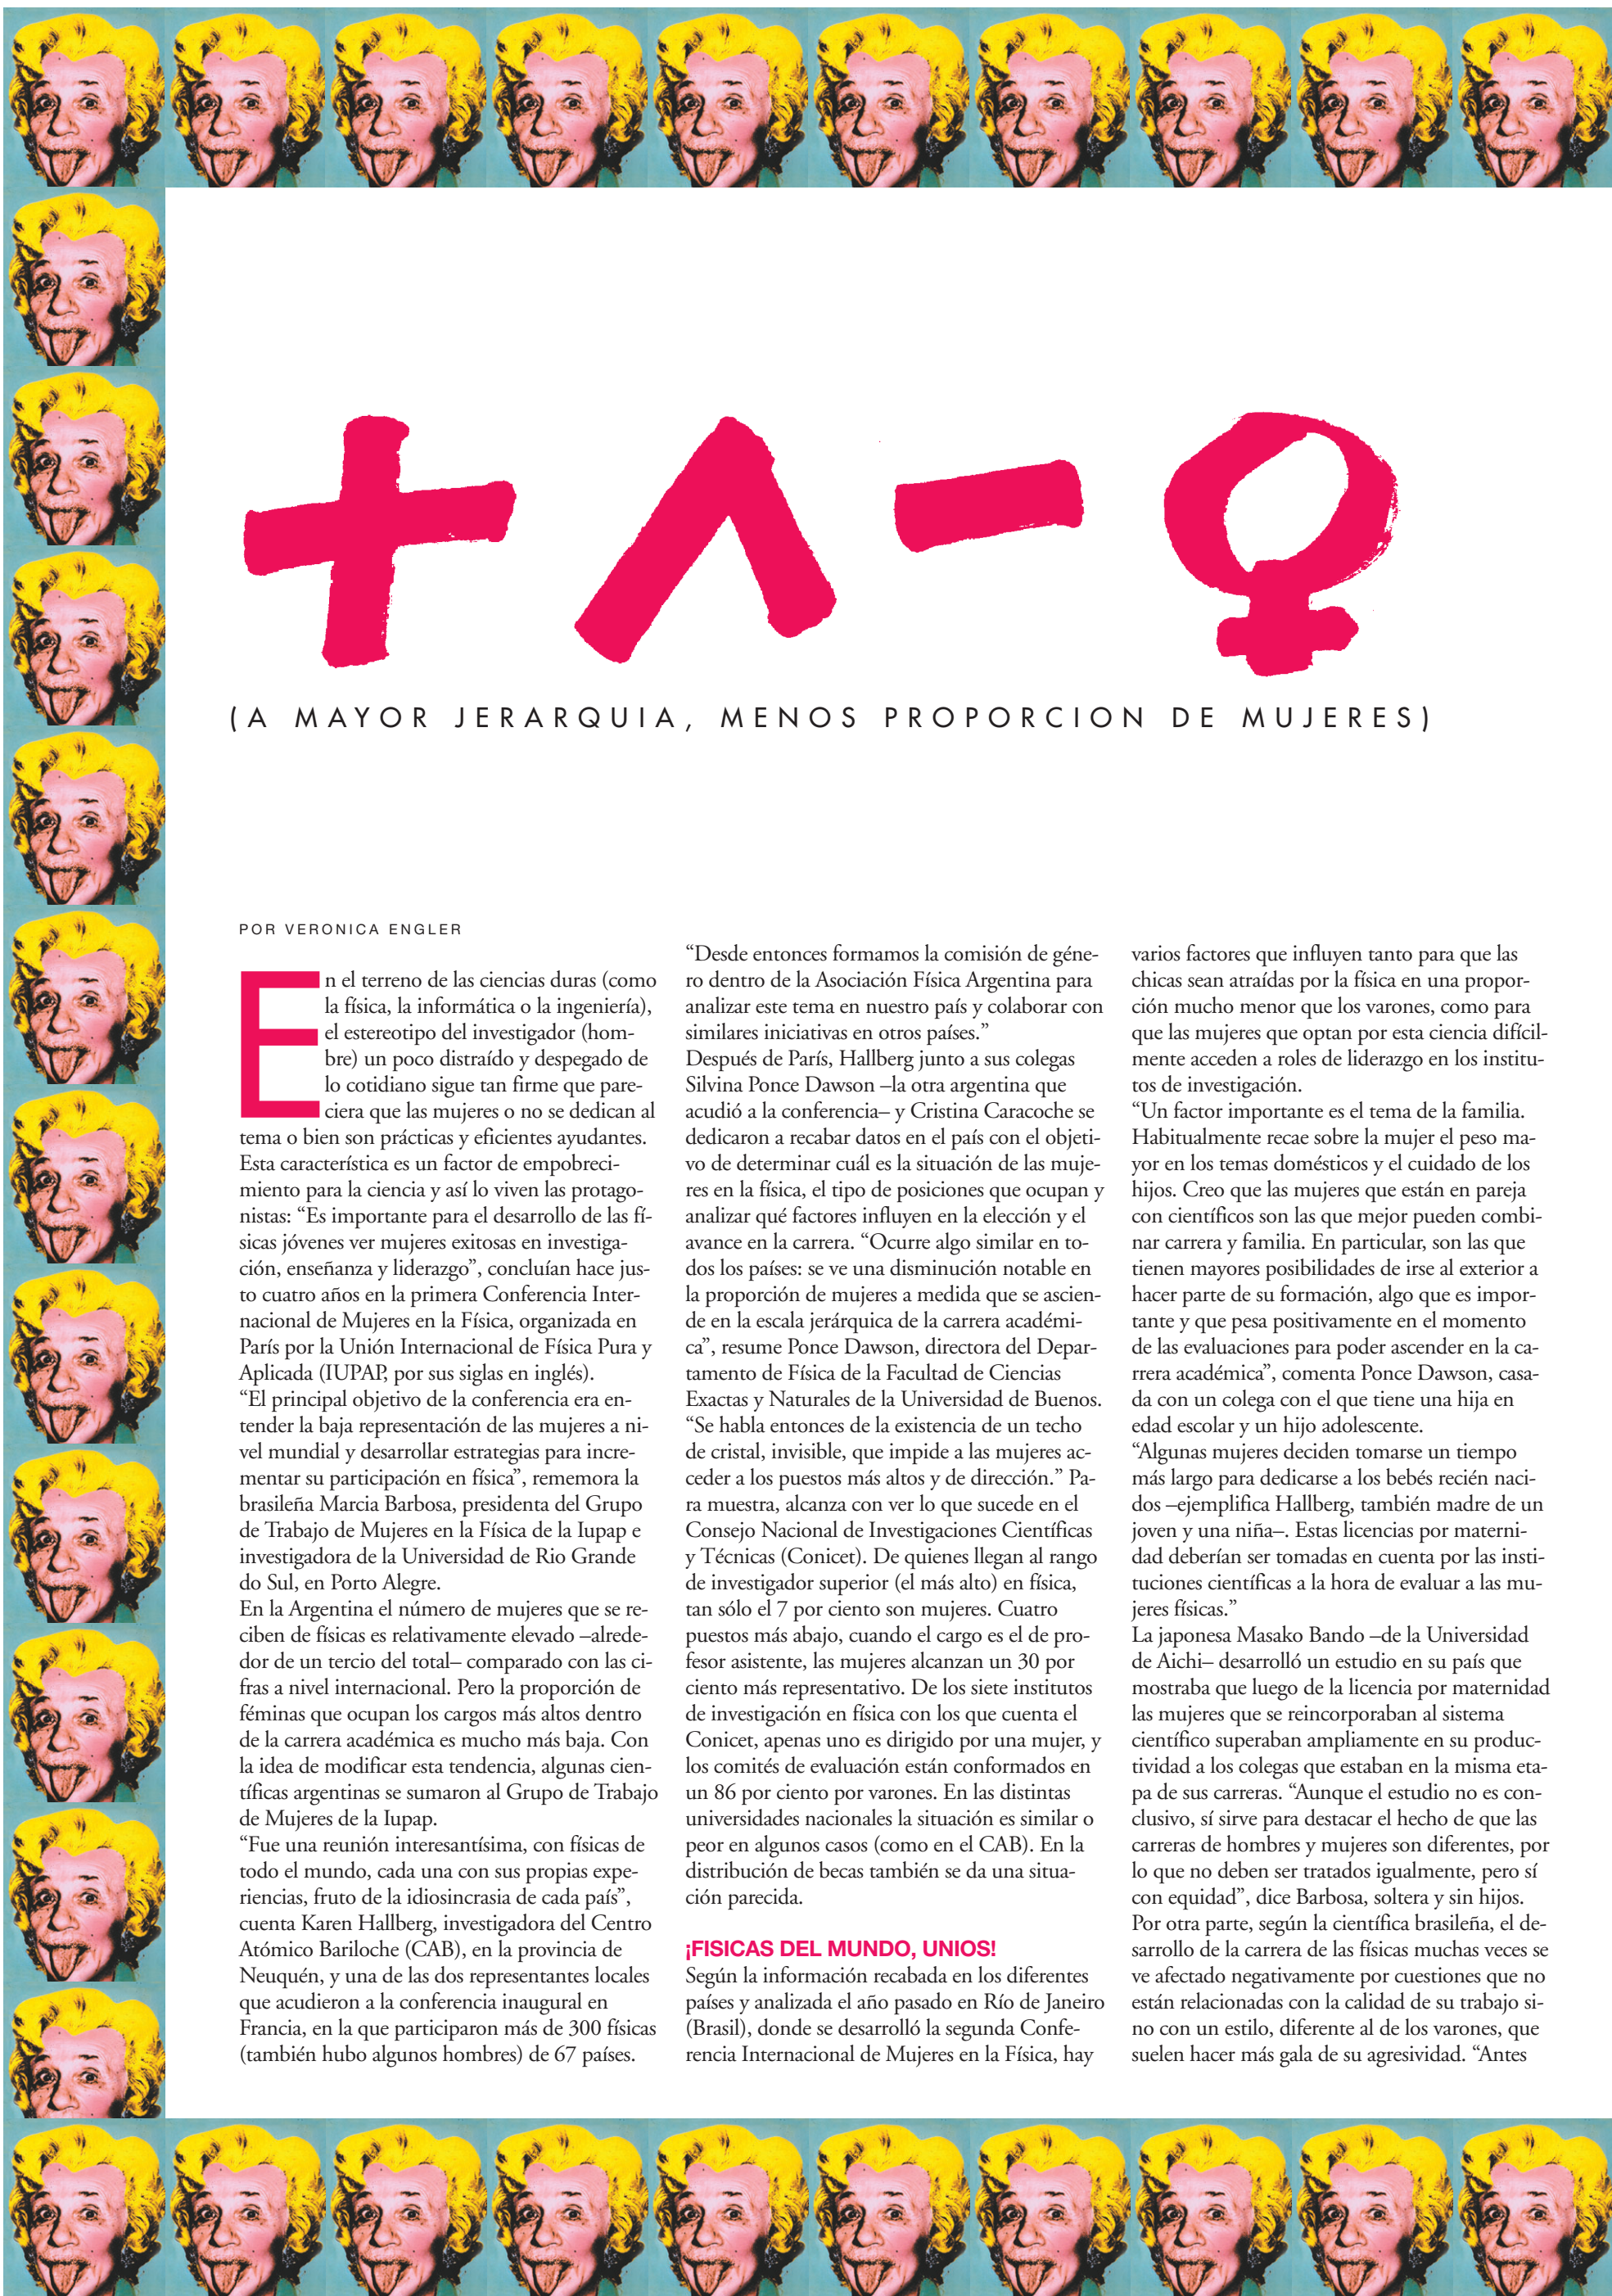 (A MAYOR JERARQUIA, MENOS PROPORCION DE MUJERES)
POR VERONICA ENGLER
En el terreno de las ciencias duras (como
la física, la informática o la ingeniería),
el estereotipo del investigador (hom-
bre) un poco distraído y despegado de
lo cotidiano sigue tan firme que pare-
ciera que las mujeres o no se dedican al
tema o bien son prácticas y eficientes ayudantes.
Esta característica es un factor de empobreci-
miento para la ciencia y así lo viven las protago-
nistas: “Es importante para el desarrollo de las fí-
sicas jóvenes ver mujeres exitosas en investiga-
ción, enseñanza y liderazgo”, concluían hace jus-
to cuatro años en la primera Conferencia Inter-
nacional de Mujeres en la Física, organizada en
París por la Unión Internacional de Física Pura y
Aplicada (IUPAP, por sus siglas en inglés).
“El principal objetivo de la conferencia era en-
tender la baja representación de las mujeres a ni-
vel mundial y desarrollar estrategias para incre-
mentar su participación en física”, rememora la
brasileña Marcia Barbosa, presidenta del Grupo
de Trabajo de Mujeres en la Física de la Iupap e
investigadora de la Universidad de Rio Grande
do Sul, en Porto Alegre.
En la Argentina el número de mujeres que se re-
ciben de físicas es relativamente elevado –alrede-
dor de un tercio del total– comparado con las ci-
fras a nivel internacional. Pero la proporción de
féminas que ocupan los cargos más altos dentro
de la carrera académica es mucho más baja. Con
la idea de modificar esta tendencia, algunas cien-
tíficas argentinas se sumaron al Grupo de Trabajo
de Mujeres de la Iupap.
“Fue una reunión interesantísima, con físicas de
todo el mundo, cada una con sus propias expe-
riencias, fruto de la idiosincrasia de cada país”,
cuenta Karen Hallberg, investigadora del Centro
Atómico Bariloche (CAB), en la provincia de
Neuquén, y una de las dos representantes locales
que acudieron a la conferencia inaugural en
Francia, en la que participaron más de 300 físicas
(también hubo algunos hombres) de 67 países.
“Desde entonces formamos la comisión de géne-
ro dentro de la Asociación Física Argentina para
analizar este tema en nuestro país y colaborar con
similares iniciativas en otros países.”
Después de París, Hallberg junto a sus colegas
Silvina Ponce Dawson –la otra argentina que
acudió a la conferencia– y Cristina Caracoche se
dedicaron a recabar datos en el país con el objeti-
vo de determinar cuál es la situación de las muje-
res en la física, el tipo de posiciones que ocupan y
analizar qué factores influyen en la elección y el
avance en la carrera. “Ocurre algo similar en to-
dos los países: se ve una disminución notable en
la proporción de mujeres a medida que se ascien-
de en la escala jerárquica de la carrera académi-
ca”, resume Ponce Dawson, directora del Depar-
tamento de Física de la Facultad de Ciencias
Exactas y Naturales de la Universidad de Buenos.
“Se habla entonces de la existencia de un techo
de cristal, invisible, que impide a las mujeres ac-
ceder a los puestos más altos y de dirección.” Pa-
ra muestra, alcanza con ver lo que sucede en el
Consejo Nacional de Investigaciones Científicas
y Técnicas (Conicet). De quienes llegan al rango
de investigador superior (el más alto) en física,
tan sólo el 7 por ciento son mujeres. Cuatro
puestos más abajo, cuando el cargo es el de pro-
fesor asistente, las mujeres alcanzan un 30 por
ciento más representativo. De los siete institutos
de investigación en física con los que cuenta el
Conicet, apenas uno es dirigido por una mujer, y
los comités de evaluación están conformados en
un 86 por ciento por varones. En las distintas
universidades nacionales la situación es similar o
peor en algunos casos (como en el CAB). En la
distribución de becas también se da una situa-
ción parecida.
¡FISICAS DEL MUNDO, UNIOS!
Según la información recabada en los diferentes
países y analizada el año pasado en Río de Janeiro
(Brasil), donde se desarrolló la segunda Confe-
rencia Internacional de Mujeres en la Física, hay
varios factores que influyen tanto para que las
chicas sean atraídas por la física en una propor-
ción mucho menor que los varones, como para
que las mujeres que optan por esta ciencia difícil-
mente acceden a roles de liderazgo en los institu-
tos de investigación.
“Un factor importante es el tema de la familia.
Habitualmente recae sobre la mujer el peso ma-
yor en los temas domésticos y el cuidado de los
hijos. Creo que las mujeres que están en pareja
con científicos son las que mejor pueden combi-
nar carrera y familia. En particular, son las que
tienen mayores posibilidades de irse al exterior a
hacer parte de su formación, algo que es impor-
tante y que pesa positivamente en el momento
de las evaluaciones para poder ascender en la ca-
rrera académica”, comenta Ponce Dawson, casa-
da con un colega con el que tiene una hija en
edad escolar y un hijo adolescente.
“Algunas mujeres deciden tomarse un tiempo
más largo para dedicarse a los bebés recién naci-
dos –ejemplifica Hallberg, también madre de un
joven y una niña–. Estas licencias por materni-
dad deberían ser tomadas en cuenta por las insti-
tuciones científicas a la hora de evaluar a las mu-
jeres físicas.”
La japonesa Masako Bando –de la Universidad
de Aichi– desarrolló un estudio en su país que
mostraba que luego de la licencia por maternidad
las mujeres que se reincorporaban al sistema
científico superaban ampliamente en su produc-
tividad a los colegas que estaban en la misma eta-
pa de sus carreras. “Aunque el estudio no es con-
clusivo, sí sirve para destacar el hecho de que las
carreras de hombres y mujeres son diferentes, por
lo que no deben ser tratados igualmente, pero sí
con equidad”, dice Barbosa, soltera y sin hijos.
Por otra parte, según la científica brasileña, el de-
sarrollo de la carrera de las físicas muchas veces se
ve afectado negativamente por cuestiones que no
están relacionadas con la calidad de su trabajo si-
no con un estilo, diferente al de los varones, que
suelen hacer más gala de su agresividad. “Antes